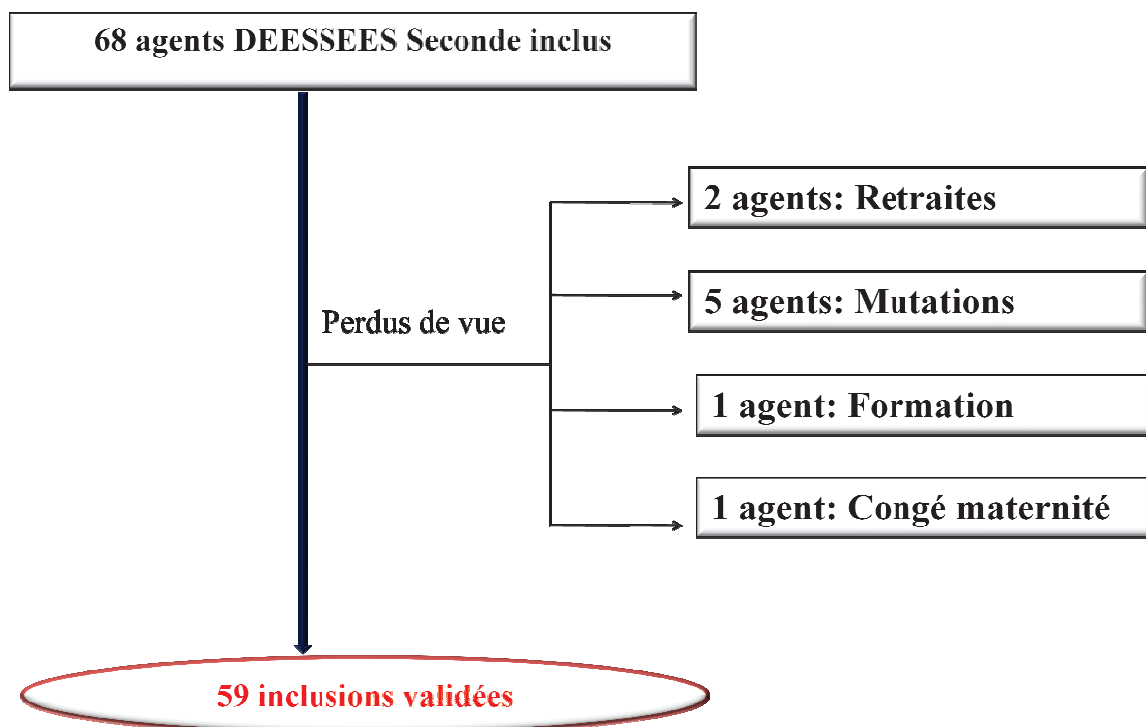 68 agents DEESSEES Seconde inclus
2 agents: Retraites
5 agents: Mutations
Perdus de vue
1 agent: Formation
1 agent: Congé maternité
59 inclusions validées